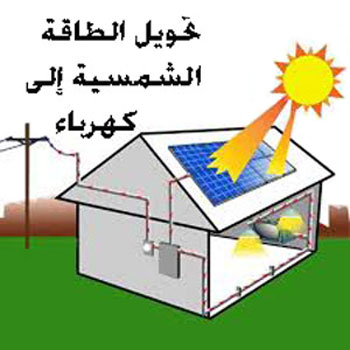 تحويل الطاقة
الشمسية إلى
كهرباء